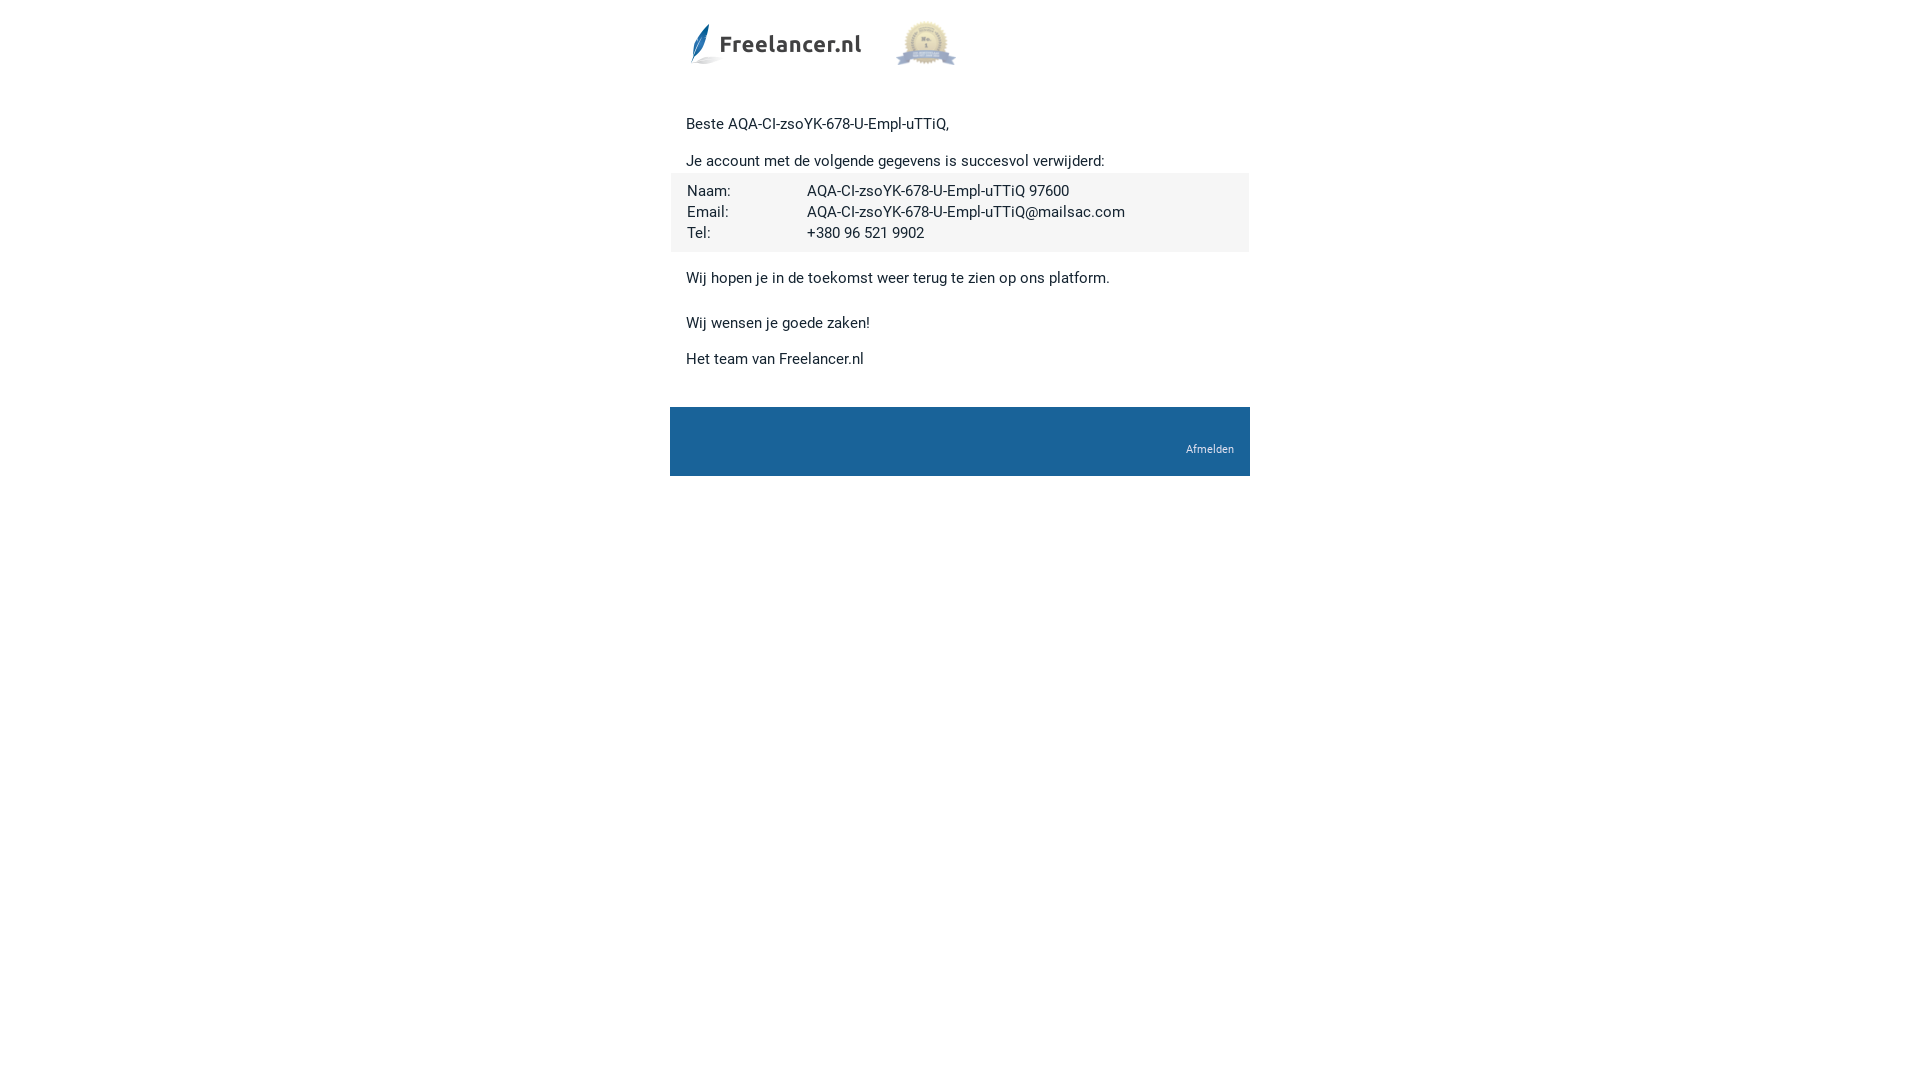 Freelancer.nl
No.
1
Beste AQA-CI-zsoYK-678-U-Empl-uTTiQ,
Je account met de volgende gegevens is succesvol verwijderd:
Naam: AQA-CI-zsoYK-678-U-Empl-uTTiQ 97600
Email: AQA-CI-zsoYK-678-U-Empl-uTTiQ@mailsac.com
Tel: +380 96 521 9902
Wij hopen je in de toekomst weer terug te zien op ons platform.
Wij wensen je goede zaken!
Het team van Freelancer.nl
Afmelden